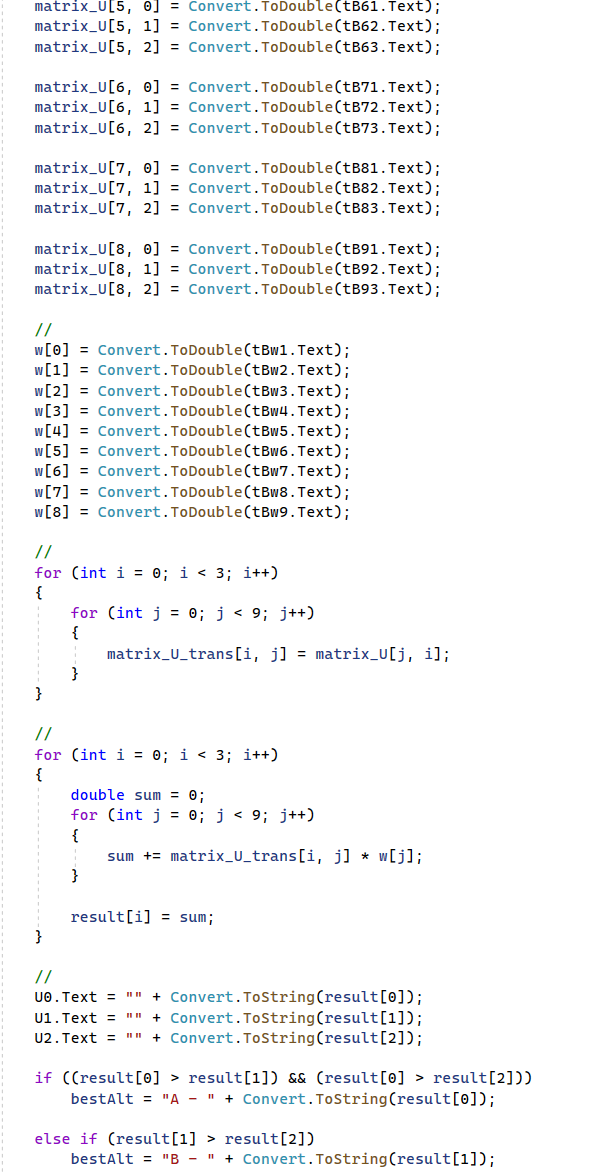 matrix_U[5, 0] = Convert.ToDouble(tB61.Text);
matrix_U[5, 1] = Convert.ToDouble(tB62.Text);
matrix_U[5, 2] = Convert.ToDouble(tB63.Text);

matrix_U[6, 0] = Convert.ToDouble(tB71.Text);
matrix_U[6, 1] = Convert.ToDouble(tB72.Text);
matrix_U[6, 2] = Convert.ToDouble(tB73.Text);

matrix_U[7, 0] = Convert.ToDouble(tB81.Text);
matrix_U[7, 1] = Convert.ToDouble(tB82.Text);
matrix_U[7, 2] = Convert.ToDouble(tB83.Text);

matrix_U[8, 0] = Convert.ToDouble(tB91.Text);
matrix_U[8, 1] = Convert.ToDouble(tB92.Text);
matrix_U[8, 2] = Convert.ToDouble(tB93.Text);

//
w[0] = Convert.ToDouble(tBw1.Text);
w[1] = Convert.ToDouble(tBw2.Text);
w[2] = Convert.ToDouble(tBw3.Text);
w[3] = Convert.ToDouble(tBw4.Text);
w[4] = Convert.ToDouble(tBw5.Text);
w[5] = Convert.ToDouble(tBw6.Text);
w[6] = Convert.ToDouble(tBw7.Text);
w[7] = Convert.ToDouble(tBw8.Text);
w[8] = Convert.ToDouble(tBw9.Text);

//
for (int i = 0; i < 3; i++)
{
    for (int j = 0; j < 9; j++)
    {
        matrix_U_trans[i, j] = matrix_U[j, i];
    }
}

//
for (int i = 0; i < 3; i++)
{
    double sum = 0;
    for (int j = 0; j < 9; j++)
    {
        sum += matrix_U_trans[i, j] * w[j];
    }

    result[i] = sum;
}

//
U0.Text = "" + Convert.ToString(result[0]);
U1.Text = "" + Convert.ToString(result[1]);
U2.Text = "" + Convert.ToString(result[2]);

if ((result[0] > result[1]) && (result[0] > result[2]))
    bestAlt = "A - " + Convert.ToString(result[0]);

else if (result[1] > result[2])
    bestAlt = "B - " + Convert.ToString(result[1]);